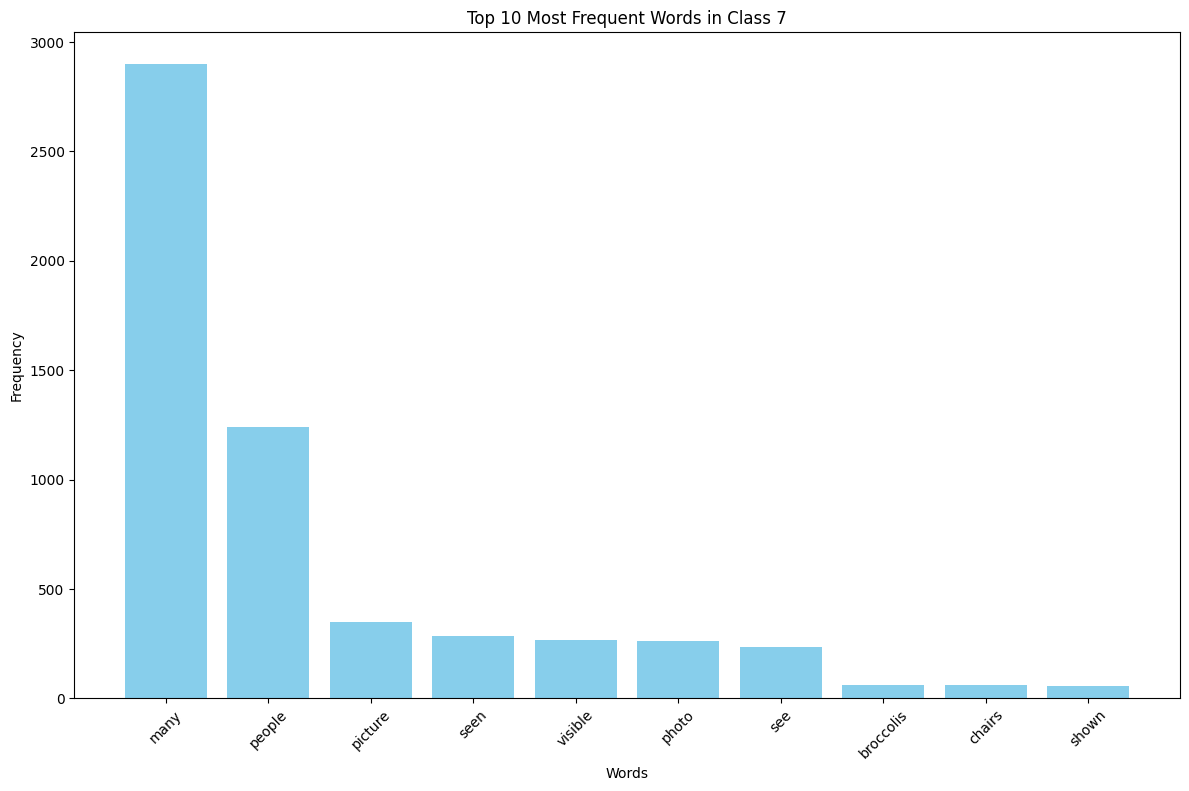 Top 10 Most Frequent Words in Class 7
3000
2500
2000
1500
1000
500
0
Frequency
many
people
picture
seen
visible
photo
see
broccolis
chairs
shown
Words